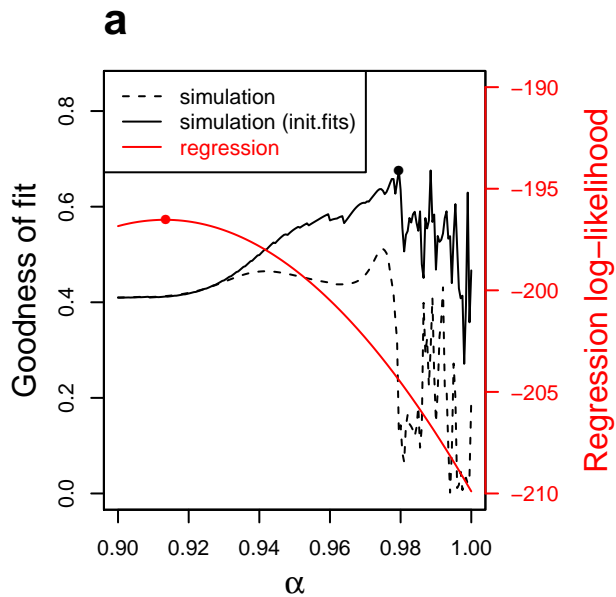 a
simulation
simulation (init.fits)
regression
Goodness of fit
0.0
0.2
0.4
0.6
0.8
Regression log−likelihood
−190
−195
−200
−205
−210
0.90 0.92 0.94 0.96 0.98 1.00
α